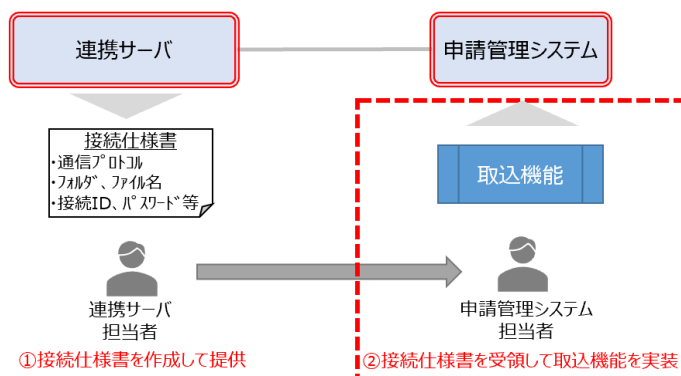 連携サーバ
申請管理システム
接続仕様書
・通信ﾌﾟﾛﾄｺﾙ
・ﾌｫﾙﾀﾞ、ﾌｧｲﾙ名
・接続ID、ﾊﾟｽﾜｰﾄﾞ等
取込機能
連携サーバ
担当者
申請管理システム
担当者
①接続仕様書を作成して提供
②接続仕様書を受領して取込機能を実装